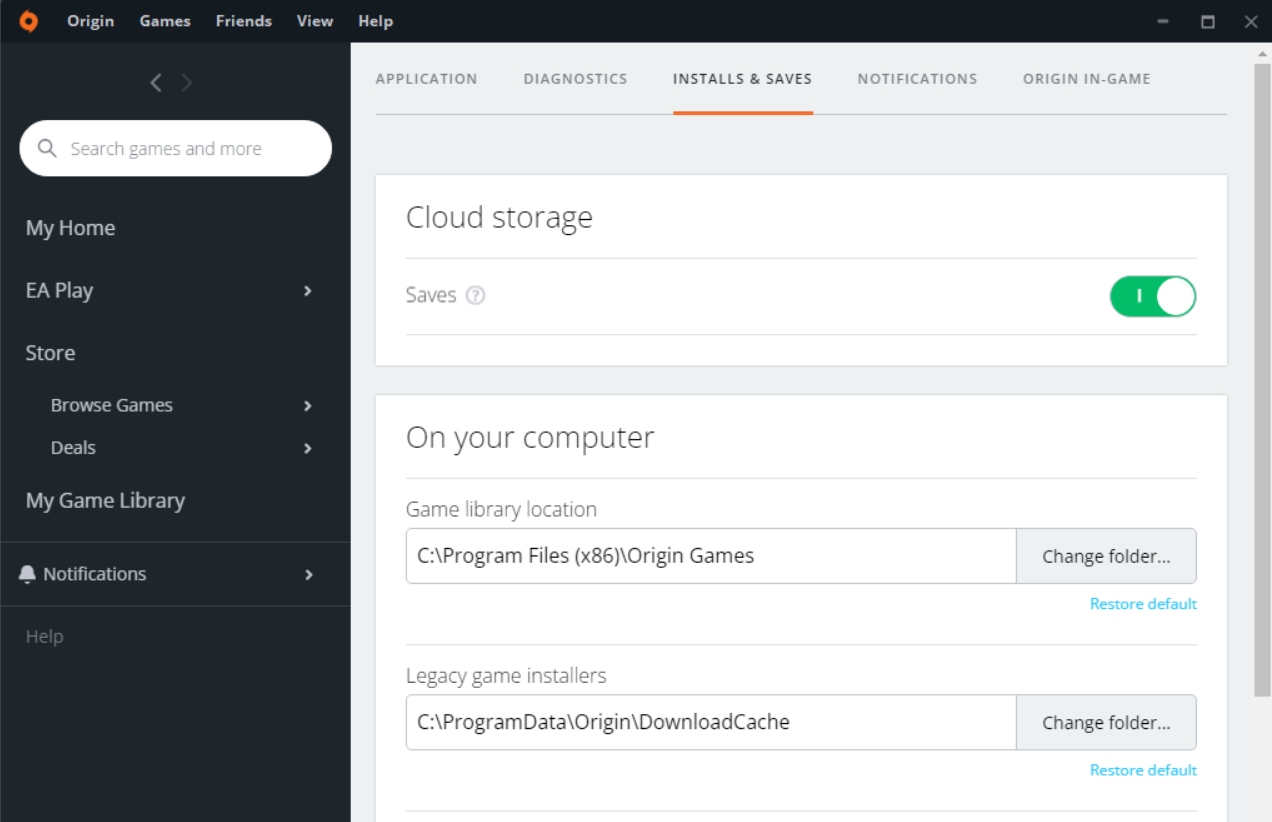 Origin Games Friends View Help
Search games and more
My Home
EA Play
Store
Browse Games
Deals
My Game Library
Notifications
Help
APPLICATION DIAGNOSTICS INSTALLS & SAVES NOTIFICATIONS ORIGIN IN-GAME
Cloud storage
Saves ?
I
On your computer
Game library location
C:\Program Files (x86)\Origin Games Change folder...
Restore default
Legacy game installers
C:\ProgramData\Origin\DownloadCache Change folder...
Restore default